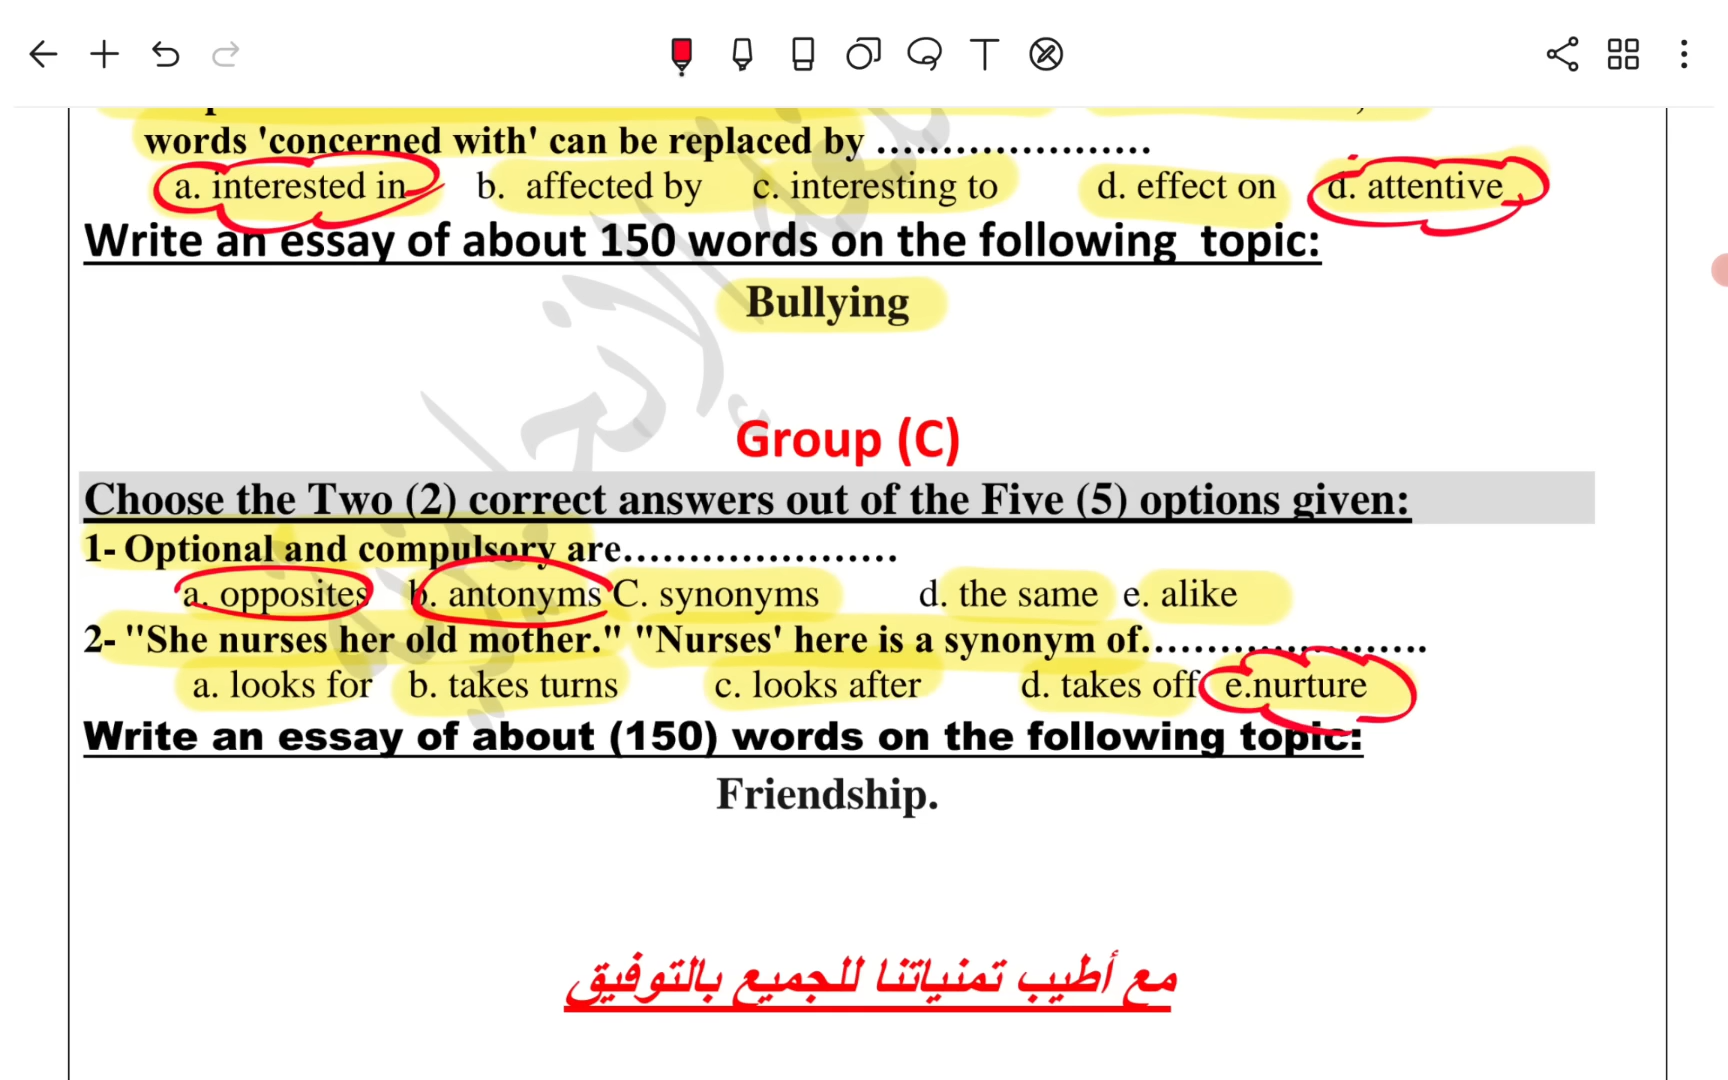 words 'concerned with' can be replaced by .....................
a. interested in b. affected by c. interesting to d. effect on d. attentive
Write an essay of about 150 words on the following topic:
Bullying
Group (C)
Choose the Two (2) correct answers out of the Five (5) options given:
1- Optional and compulsory are.....................
a. opposites b. antonyms C. synonyms d. the same e. alike
2- "She nurses her old mother." "Nurses' here is a synonym of......................
a. looks for b. takes turns c. looks after d. takes off e.nurture
Write an essay of about (150) words on the following topic:
Friendship.
مع أطيب تمنياتنا للجميع بالتوفيق